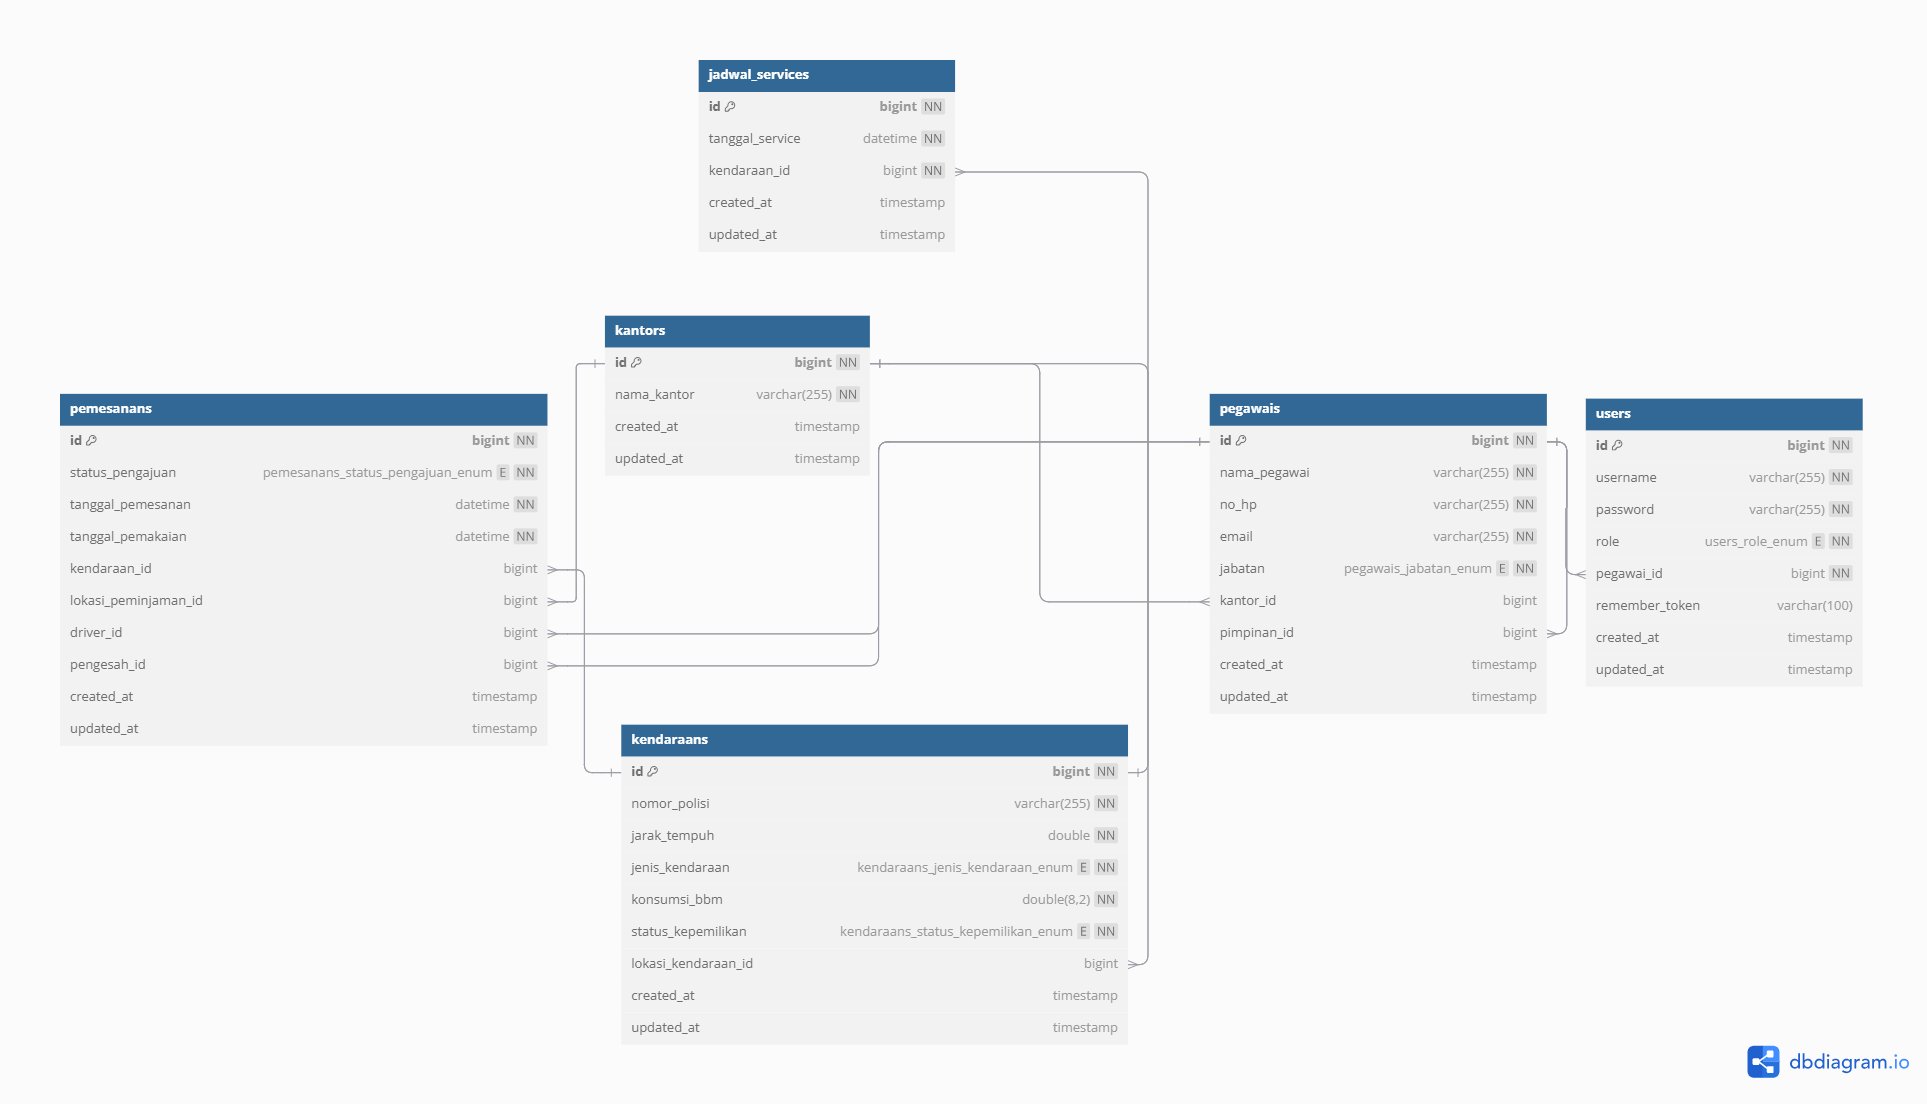 jadwal_services
id bigint NN
tanggal_service datetime NN
kendaraan_id bigint NN
created_at timestamp
updated_at timestamp
kantors
id bigint NN
nama_kantor varchar(255) NN
created_at timestamp
updated_at timestamp
pemesanans
id bigint NN
status_pengajuan pemesanans_status_pengajuan_enum E NN
tanggal_pemesanan datetime NN
tanggal_pemakaian datetime NN
kendaraan_id bigint
lokasi_peminjaman_id bigint
driver_id bigint
pengesah_id bigint
created_at timestamp
updated_at timestamp
pegawais
id bigint NN
nama_pegawai varchar(255) NN
no_hp varchar(255) NN
email varchar(255) NN
jabatan pegawais_jabatan_enum E NN
kantor_id bigint
pimpinan_id bigint
created_at timestamp
updated_at timestamp
users
id bigint NN
username varchar(255) NN
password varchar(255) NN
role users_role_enum E NN
pegawai_id bigint NN
remember_token varchar(100)
created_at timestamp
updated_at timestamp
kendaraans
id bigint NN
nomor_polisi varchar(255) NN
jarak_tempuh double NN
jenis_kendaraan kendaraans_jenis_kendaraan_enum E NN
konsumsi_bbm double(8,2) NN
status_kepemilikan kendaraans_status_kepemilikan_enum E NN
lokasi_kendaraan_id bigint
created_at timestamp
updated_at timestamp
dbdiagram.io